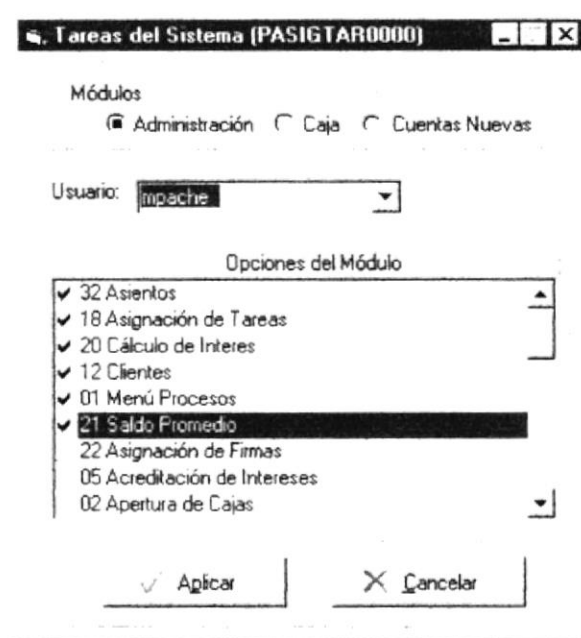 Tareas del Sistema (PASIGTAR0000)
Módulos
Administración Caja Cuentas Nuevas
Usuario: mpache
Opciones del Módulo
32 Asientos
18 Asignación de Tareas
20 Cálculo de Interes
12 Clientes
01 Menú Procesos
21 Saldo Promedio
22 Asignación de Firmas
05 Acreditación de Intereses
02 Apertura de Cajas
Aplicar Cancelar